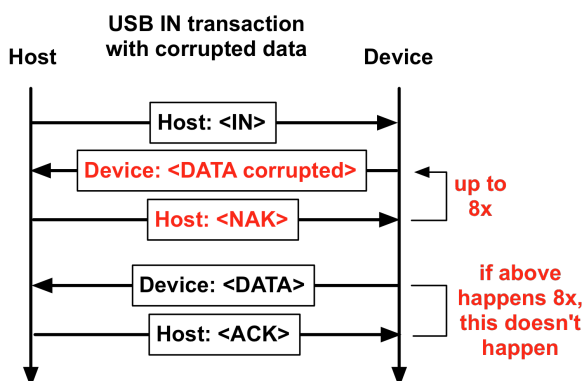 USB IN transaction
with corrupted data
Host
Device
Host: <IN>
Device: <DATA corrupted>
up to
8x
Host: <NAK>
Device: <DATA>
if above
happens 8x,
this doesn't
happen
Host: <ACK>